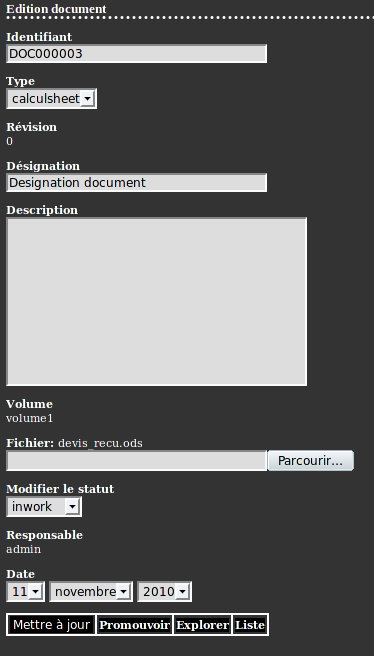 Edition document
Identifiant
DOC000003
Type
calculsheet
Révision
0
Désignation
Designation document
Description
Volume
volume1
Fichier: devis_recu.ods
Parcourir...
Modifier le statut
inwork
Responsable
admin
Date
11 novembre 2010
Mettre à jour Promouvoir Explorer Liste